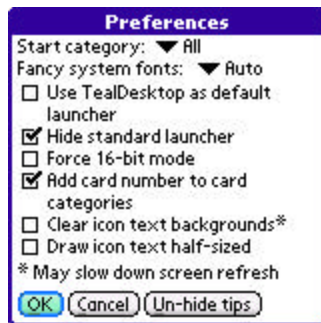 Preferences
Start category: All
Fancy system fonts: Auto
Use TealDesktop as default
launcher
Hide standard launcher
Force 16-bit mode
Add card number to card
categories
Clear icon text backgrounds*
Draw icon text half-sized
* May slow down screen refresh
OK Cancel Un-hide tips